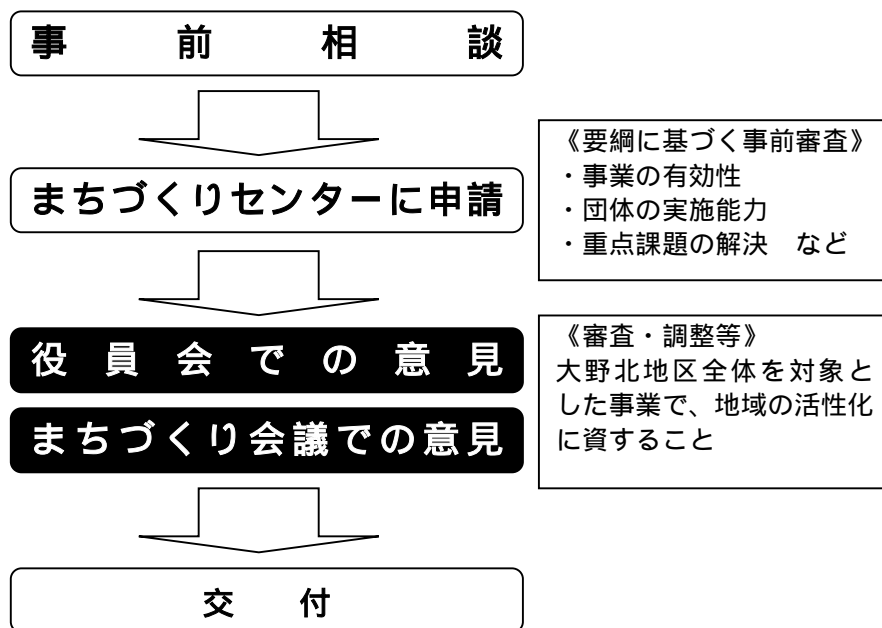 事前相談
まちづくりセンターに申請
《要綱に基づく事前審査》
・事業の有効性
・団体の実施能力
・重点課題の解決　など
役員会での意見
まちづくり会議での意見
《審査・調整等》
大野北地区全体を対象と
した事業で、地域の活性化
に資すること
交付